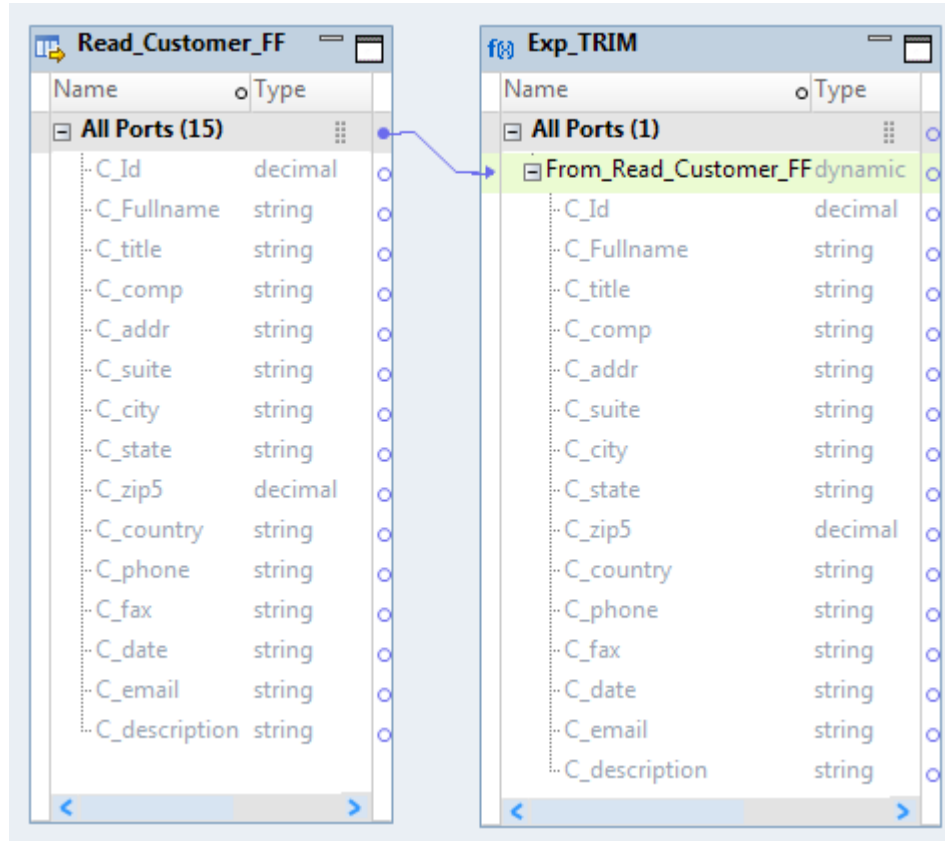 Read_Customer_FF
Name Type
All Ports (15)
C_Id decimal
C_Fullname string
C_title string
C_comp string
C_addr string
C_suite string
C_city string
C_state string
C_zip5 decimal
C_country string
C_phone string
C_fax string
C_date string
C_email string
C_description string
f(x) Exp_TRIM
Name Type
All Ports (1)
From_Read_Customer_FF dynamic
C_Id decimal
C_Fullname string
C_title string
C_comp string
C_addr string
C_suite string
C_city string
C_state string
C_zip5 decimal
C_country string
C_phone string
C_fax string
C_date string
C_email string
C_description string